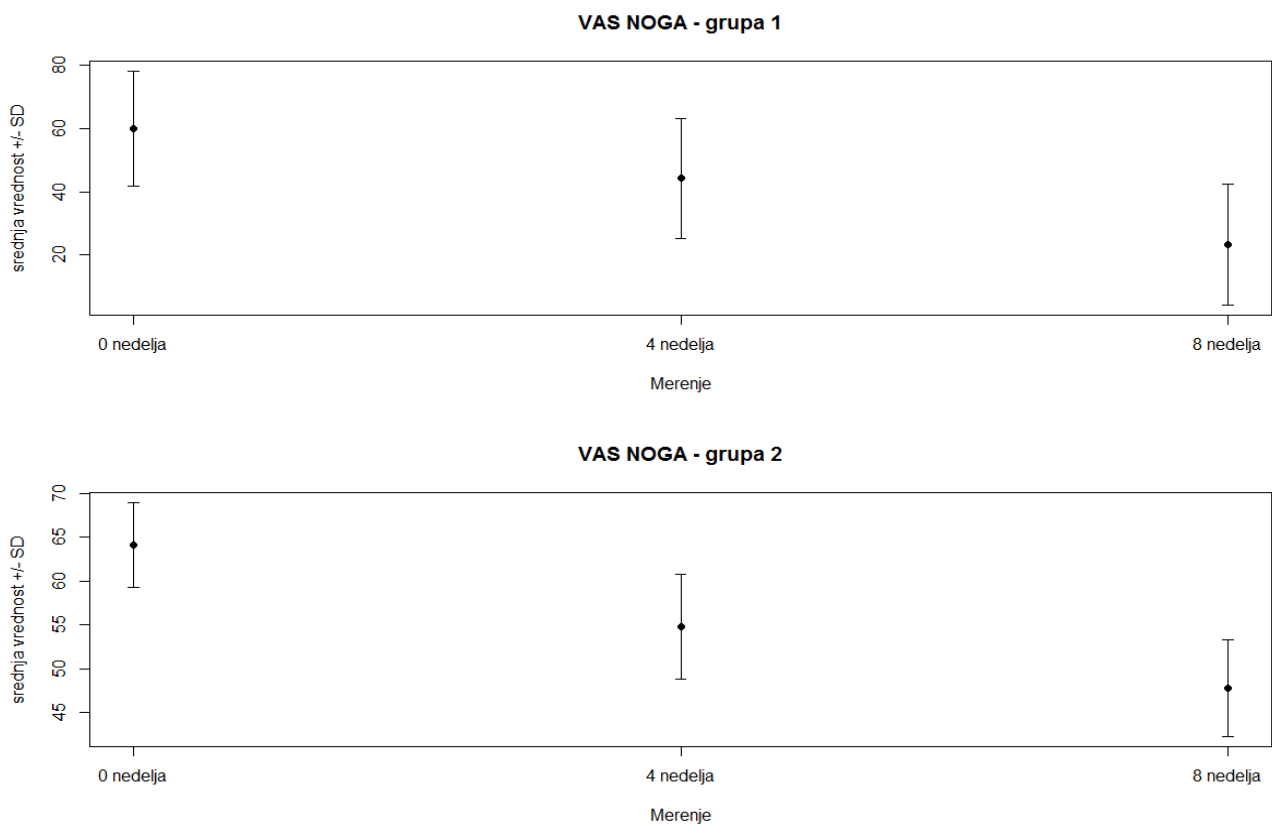 VAS NOGA - grupa 1
srednja vrednost +/- SD
80
60
40
20
0 nedelja
4 nedelja
8 nedelja
Merenje
VAS NOGA - grupa 2
srednja vrednost +/- SD
70
65
60
55
50
45
0 nedelja
4 nedelja
8 nedelja
Merenje